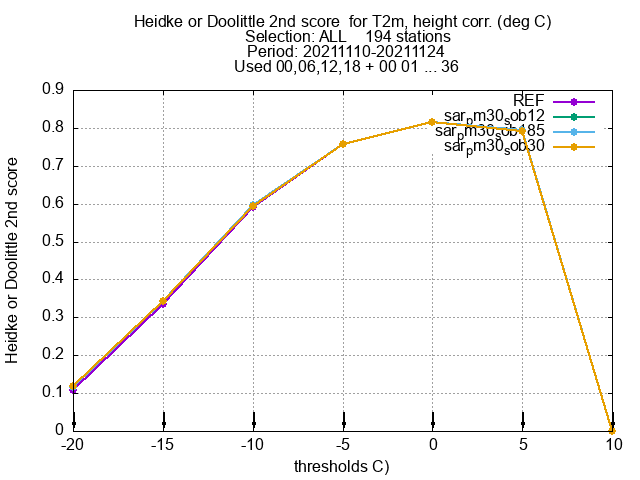 Heidke or Doolittle 2nd score  for T2m, height corr. (deg C)
Selection: ALL    194 stations
Period: 20211110-20211124
Used 00,06,12,18 + 00 01 ... 36
REF
sar_pm30_sob12
sar_pm30_sob185
sar_pm30_sob30
Heidke or Doolittle 2nd score
0.9
0.8
0.7
0.6
0.5
0.4
0.3
0.2
0.1
0
-20 -15 -10 -5 0 5 10
thresholds C)